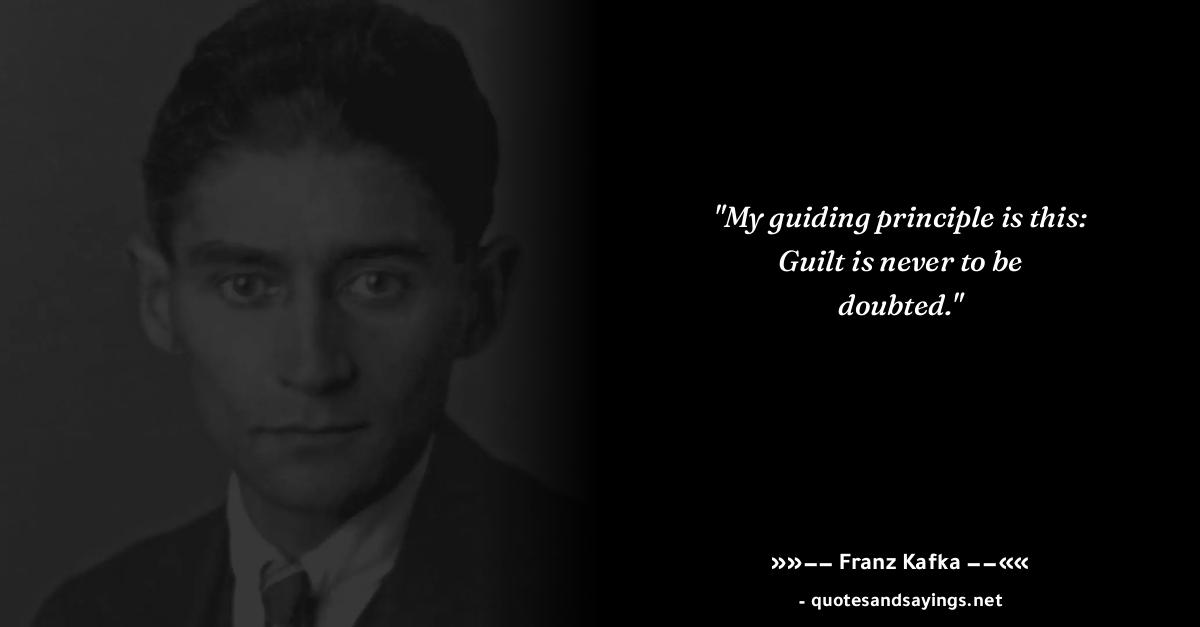 "My guiding principle is this:
Guilt is never to be
doubted."
»»−− Franz Kafka −−««
- quotesandsayings.net